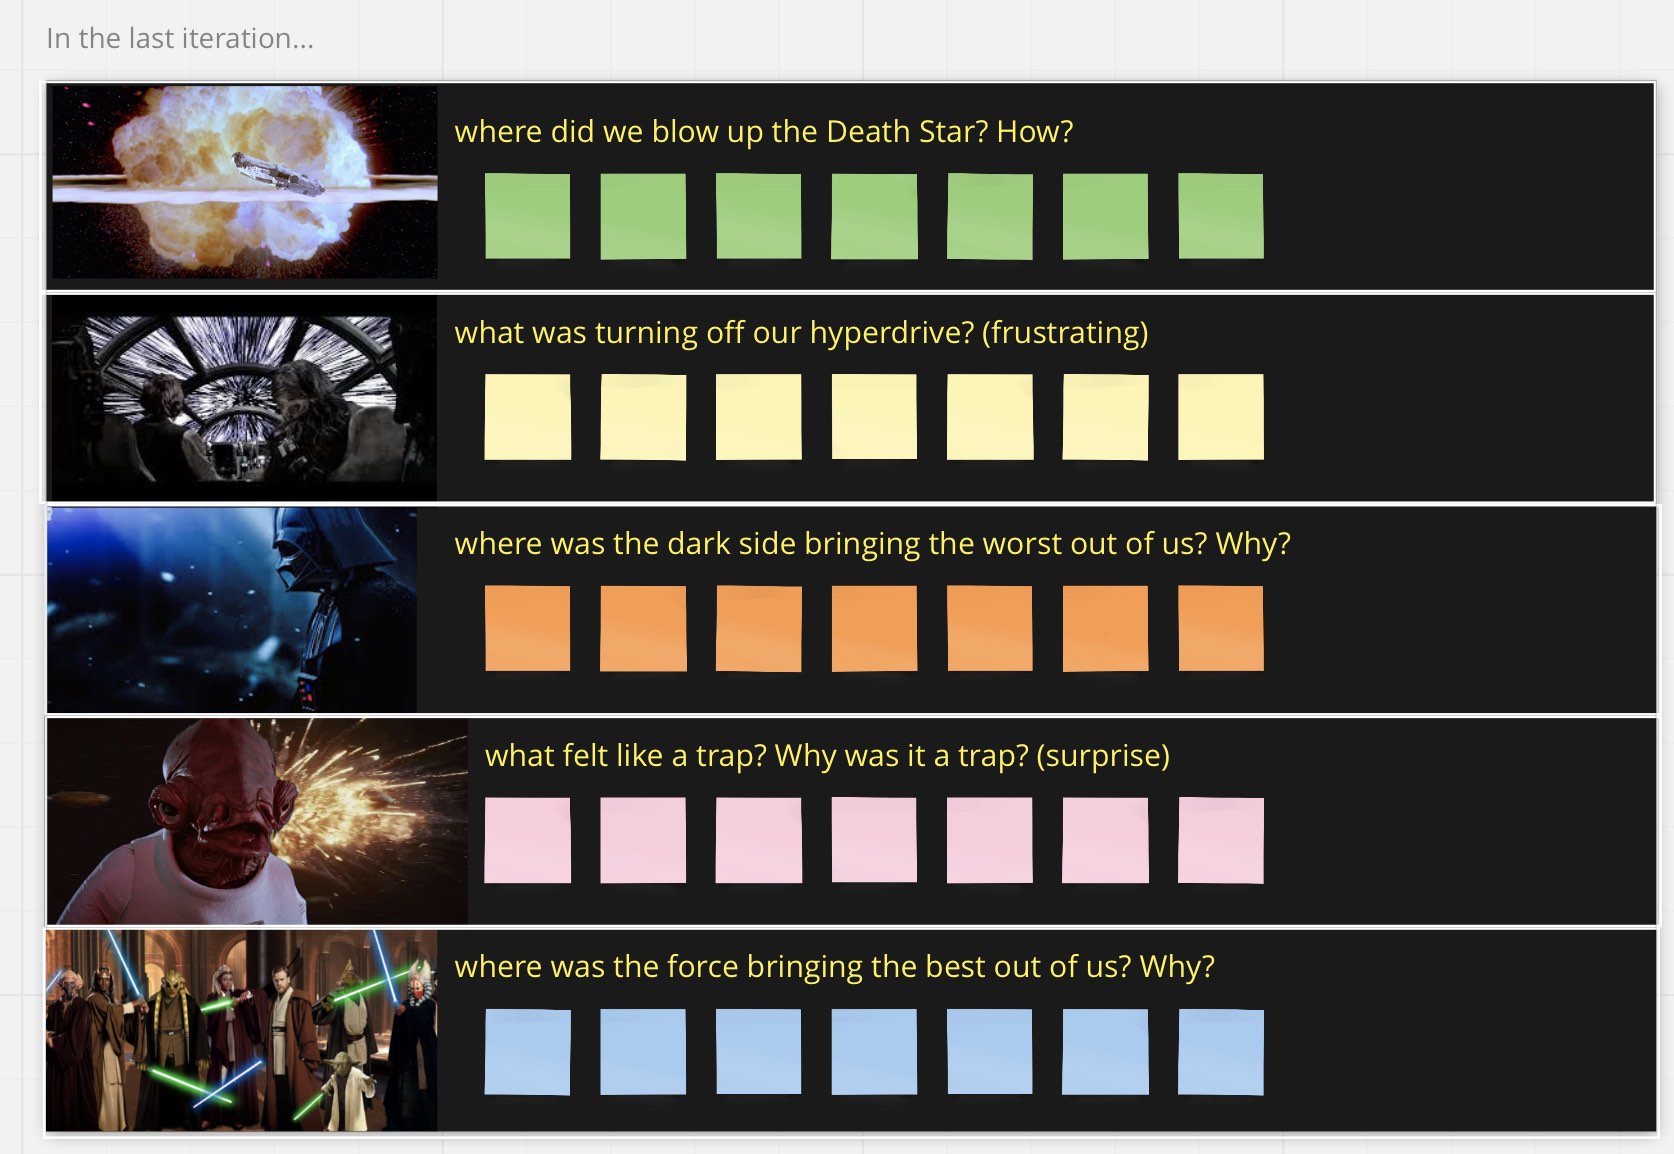 In the last iteration...
where did we blow up the Death Star? How?
what was turning off our hyperdrive? (frustrating)
where was the dark side bringing the worst out of us? Why?
what felt like a trap? Why was it a trap? (surprise)
where was the force bringing the best out of us? Why?